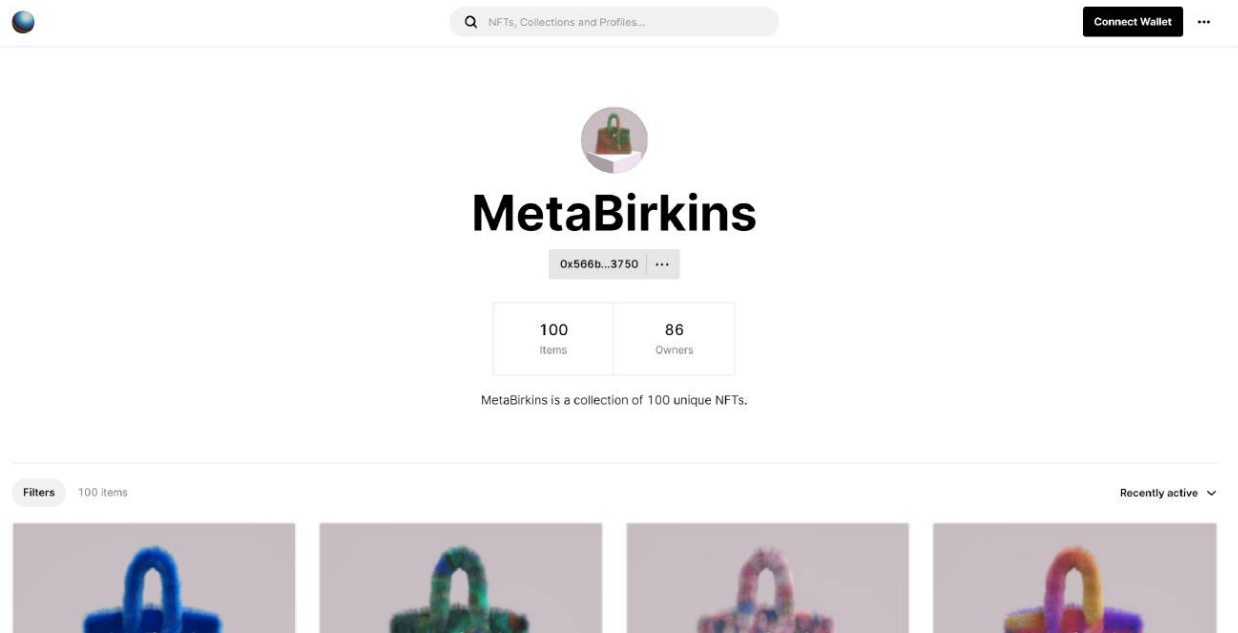 NFTs, Collections and Profiles...
Connect Wallet
MetaBirkins
0x566b...3750
100
Items
86
Owners
MetaBirkins is a collection of 100 unique NFTs.
Filters
100 items
Recently active